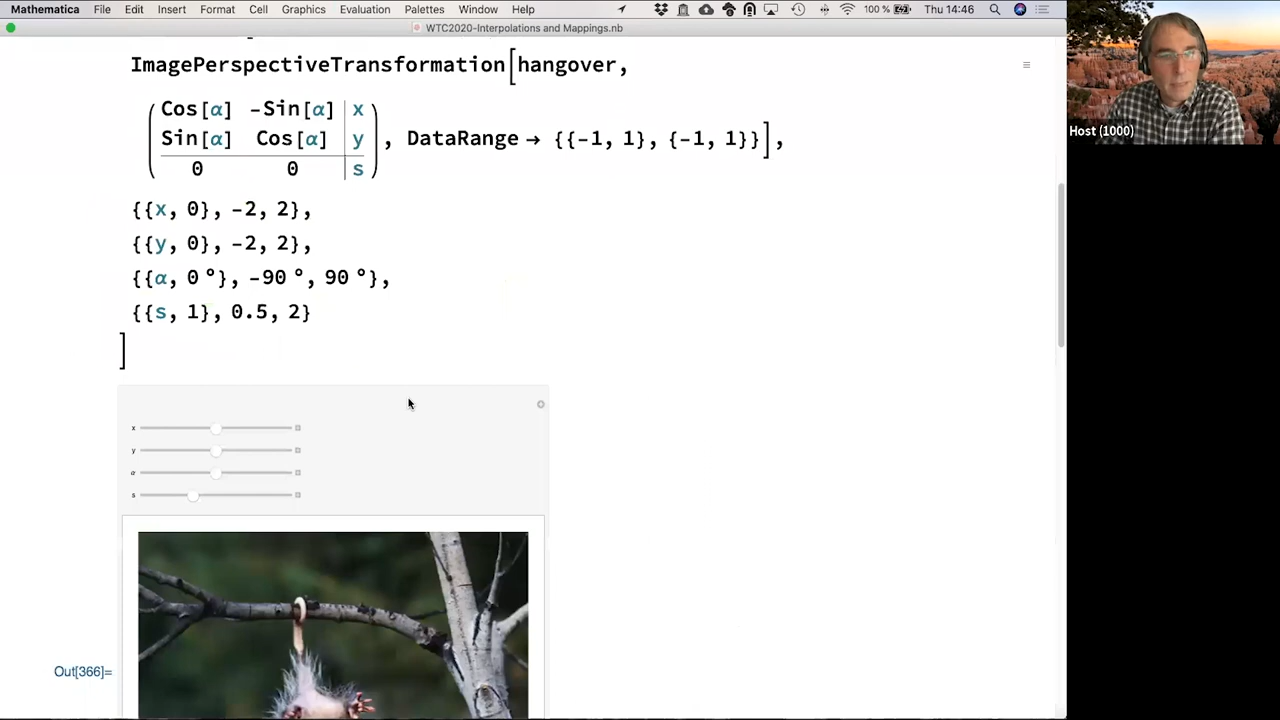 Mathematica File Edit Insert Format Cell Graphics Evaluation Palettes Window Help 100 % Thu 14:46
WTC2020-Interpolations and Mappings.nb
ImagePerspectiveTransformation[hangover,
Cos[α] -Sin[α] x
Sin[α] Cos[α] y
0 0 s
, DataRange → {{-1, 1}, {-1, 1}}],
{{x, 0}, -2, 2},
{{y, 0}, -2, 2},
{{α, 0 °}, -90 °, 90 °},
{{s, 1}, 0.5, 2}
]
x
y
α
s
Out[366]=
Host (1000)